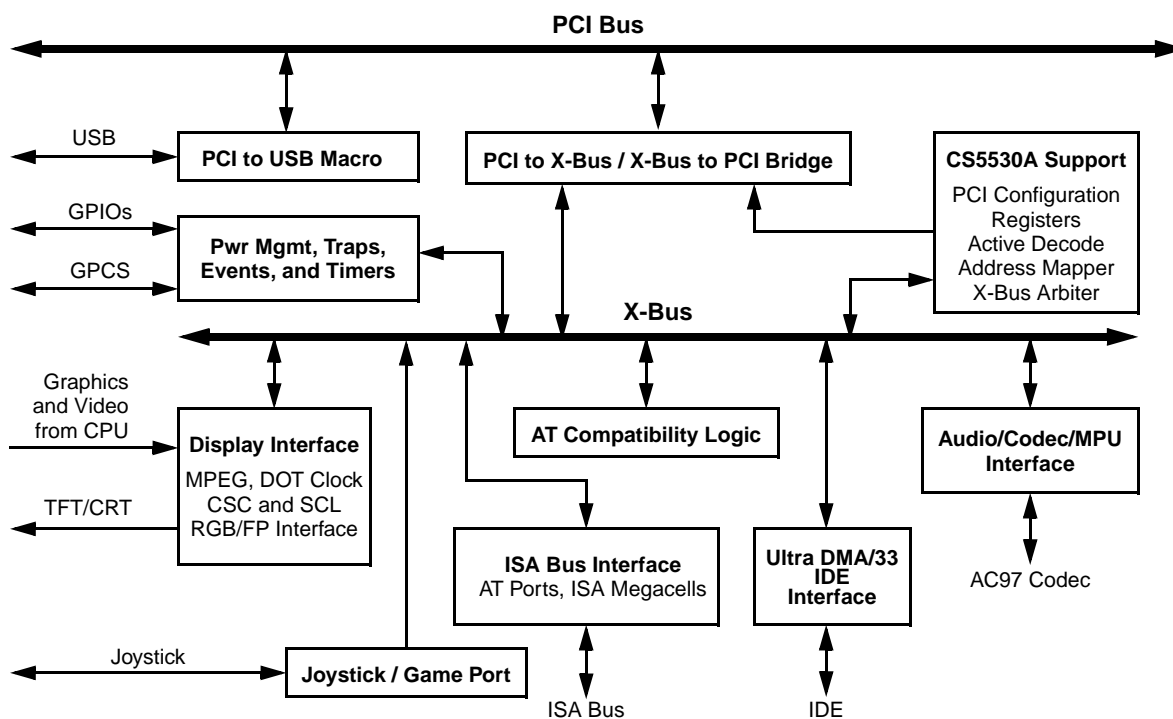 PCI Bus
USB
PCI to USB Macro
PCI to X-Bus / X-Bus to PCI Bridge
CS5530A Support
PCI Configuration
Registers
Active Decode
Address Mapper
X-Bus Arbiter
GPIOs
GPCS
Pwr Mgmt, Traps,
Events, and Timers
X-Bus
Graphics
and Video
from CPU
TFT/CRT
Display Interface
MPEG, DOT Clock
CSC and SCL
RGB/FP Interface
AT Compatibility Logic
Audio/Codec/MPU
Interface
AC97 Codec
ISA Bus Interface
AT Ports, ISA Megacells
Ultra DMA/33
IDE
Interface
Joystick
Joystick / Game Port
ISA Bus
IDE